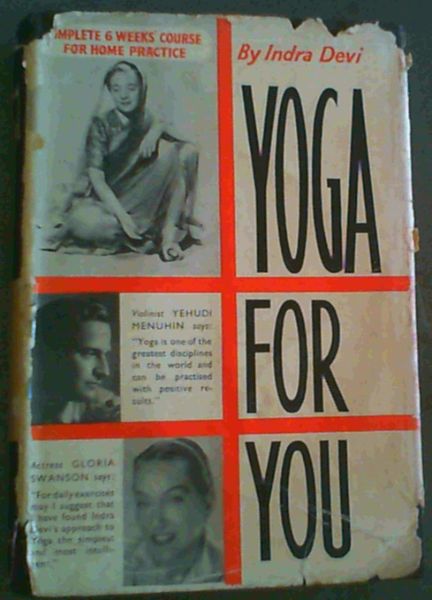 MPLETE 6 WEEKS' COURSE
FOR HOME PRACTICE
By Indra Devi
YOGA
FOR
YOU
Violinist YEHUDI
MENUHIN says:
"Yoga is one of the
greatest disciplines
in the world and
can be practised
with positive re-
sults."
Actress GLORIA
SWANSON says:
"For daily exercises
may I suggest that
have found Indra
Devi's approach to
Yoga the simplest
and most intelli-
gent."